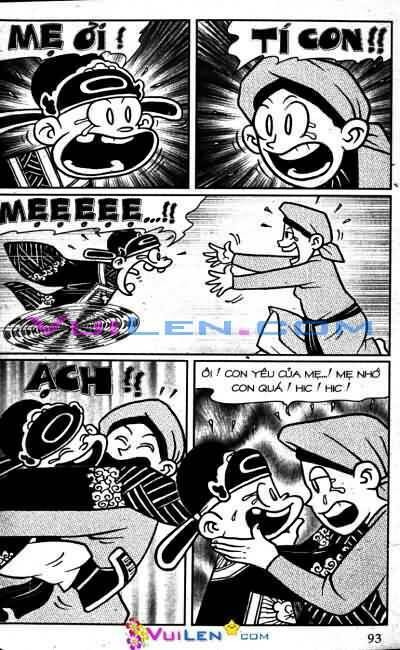 MẸ ƠI!
TÍ CON!!
MẸEEEẸ...!!
VUILEN.COM
ẠCH!!
ÔI! CON YÊU CỦA MẸ...! MẸ NHỚ
CON QUÁ! HIC! HIC!
93
VUILEN.COM